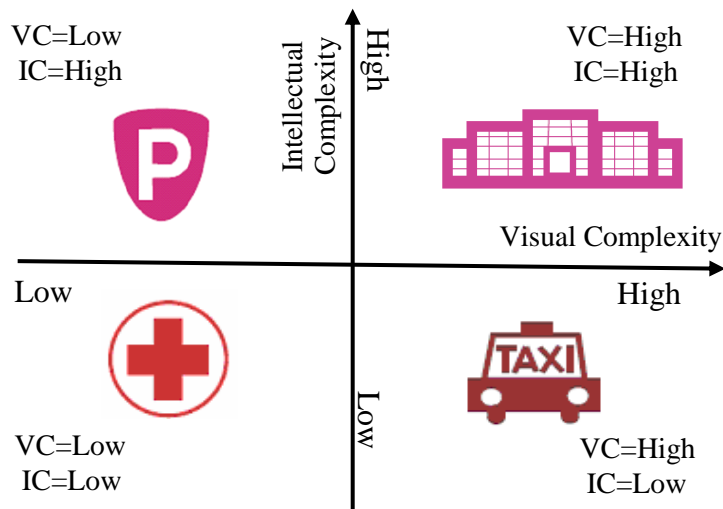 VC=Low
IC=High
P
Intellectual
Complexity
High
VC=High
IC=High
Visual Complexity
Low
High
TAXI
Low
VC=Low
IC=Low
VC=High
IC=Low